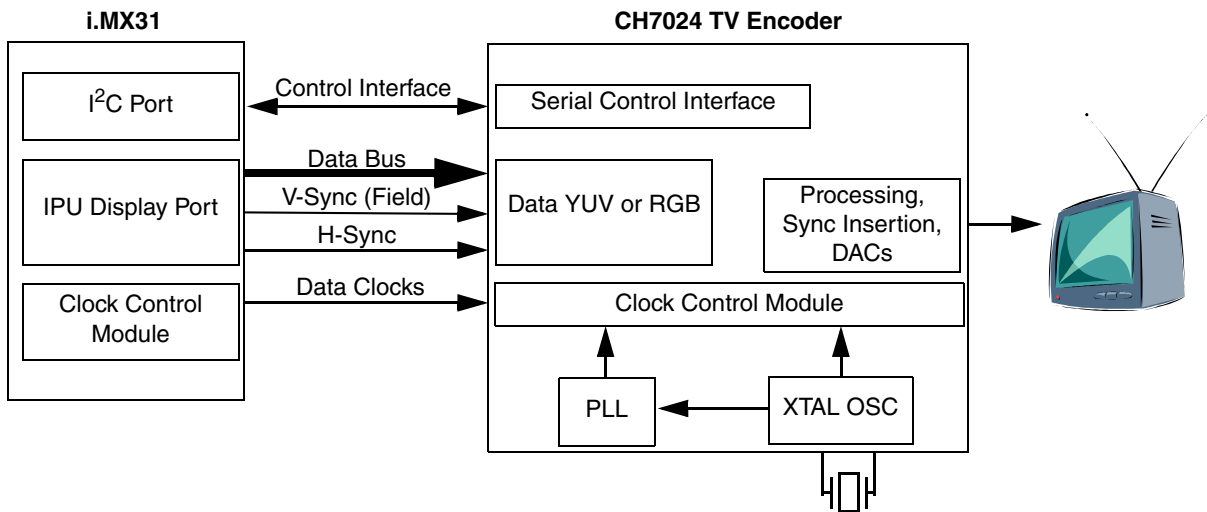 i.MX31
CH7024 TV Encoder
I²C Port
Control Interface
Serial Control Interface
IPU Display Port
Data Bus
V-Sync (Field)
H-Sync
Data YUV or RGB
Processing,
Sync Insertion,
DACs
Clock Control
Module
Data Clocks
Clock Control Module
PLL
XTAL OSC